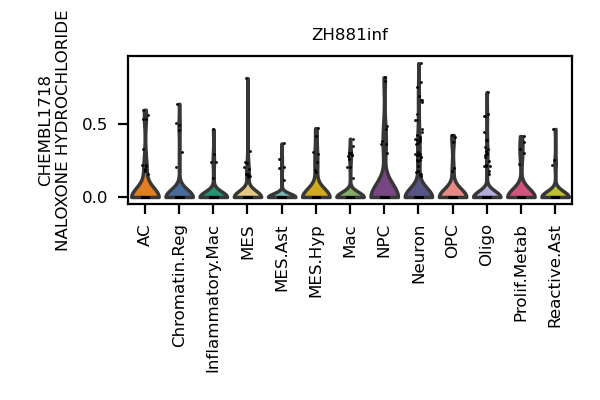 ZH881inf
CHEMBL1718
NALOXONE HYDROCHLORIDE
0.5
0.0
AC
Chromatin.Reg
Inflammatory.Mac
MES
MES.Ast
MES.Hyp
Mac
NPC
Neuron
OPC
Oligo
Prolif.Metab
Reactive.Ast